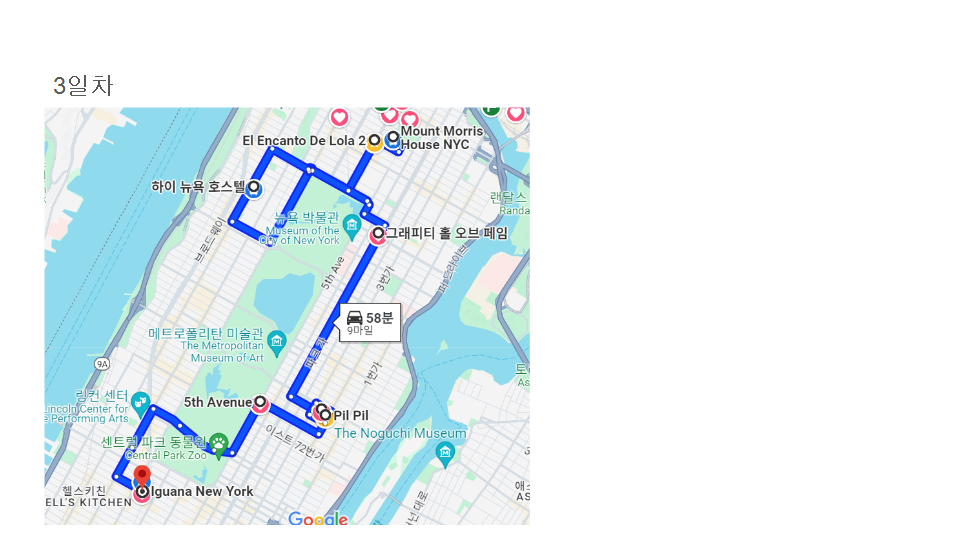 3일차
El Encanto De Lola 2
Mount Morris
House NYC
하이 뉴욕 호스텔
랜달스
Randa
뉴욕 박물관
Museum of the
City of New York
그래피티 홀 오브 페임
브로드웨이
5th Ave
3번가
58분
9마일
메트로폴리탄 미술관
The Metropolitan
Museum of Art
파크 가
1번가
9A
링컨 센터
Lincoln Center for
e Performing Arts
5th Avenue
Pil Pil
The Noguchi Museum
센트럴 파크 동물원
Central Park Zoo
이스트 72번가
헬스키친
ELL'S KITCHEN
Iguana New York
Google